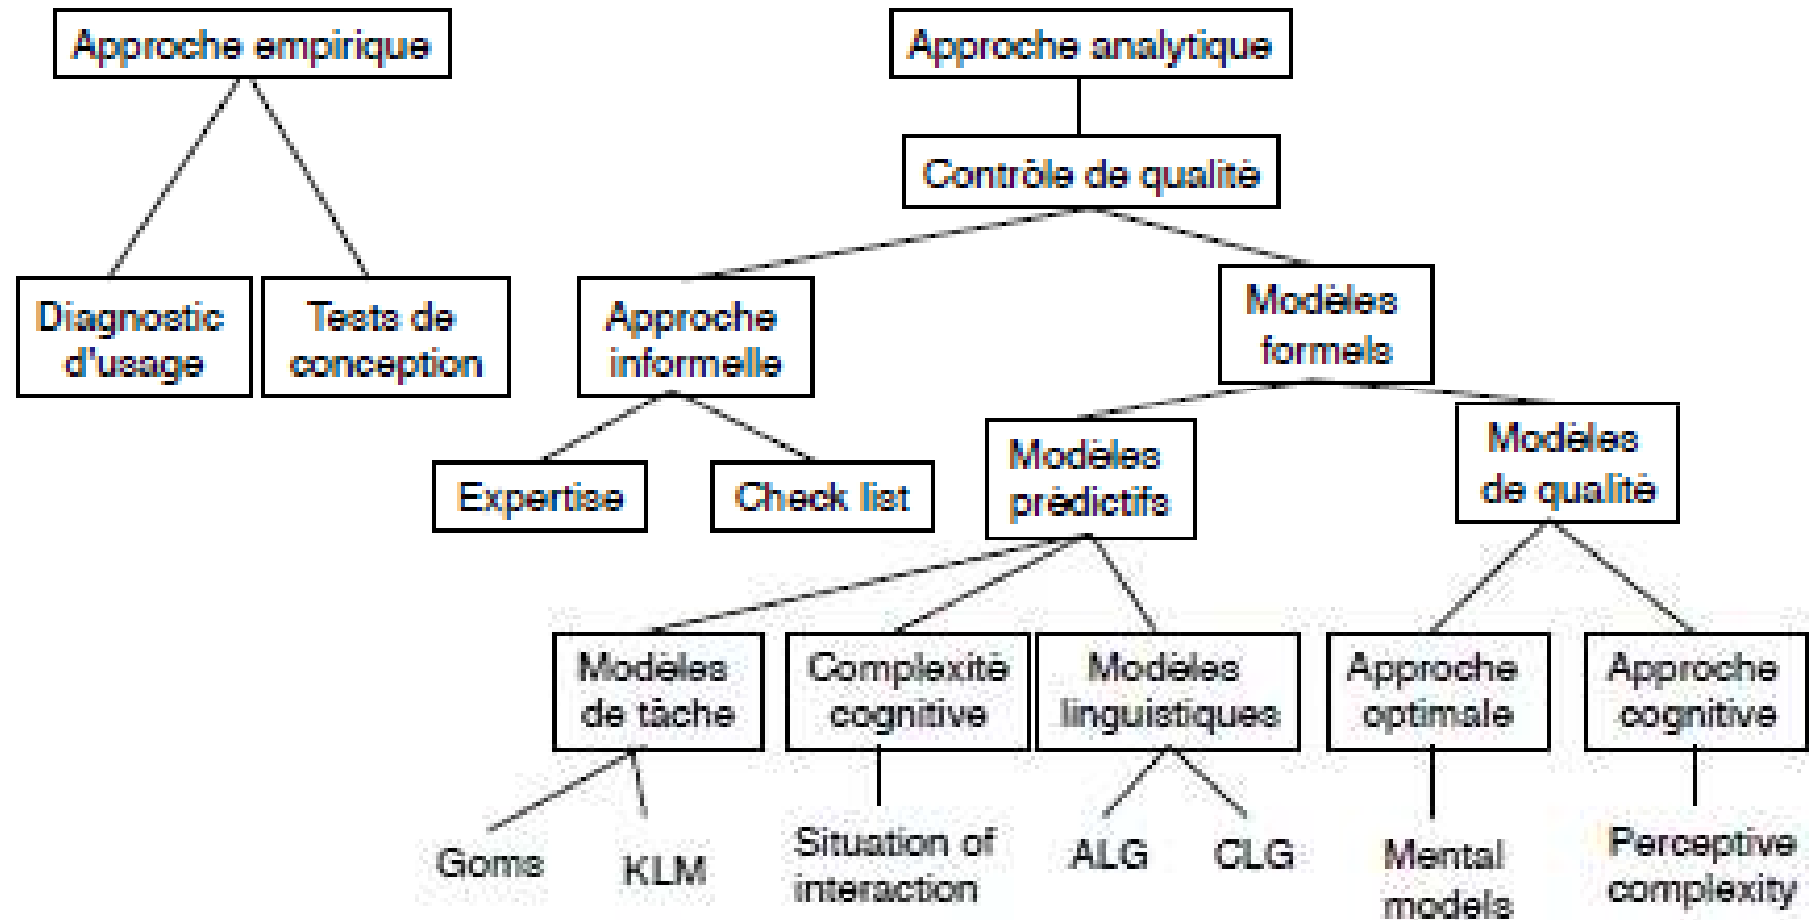 Approche empirique
Approche analytique
Contrôle de qualité
Diagnostic
d'usage
Tests de
conception
Approche
informelle
Modèles
formels
Expertise
Check list
Modèles
prédictifs
Modèles
de qualité
Modèles
de tâche
Complexité
cognitive
Modèles
linguistiques
Approche
optimale
Approche
cognitive
Goms
KLM
Situation of
interaction
ALG
CLG
Mental
models
Perceptive
complexity